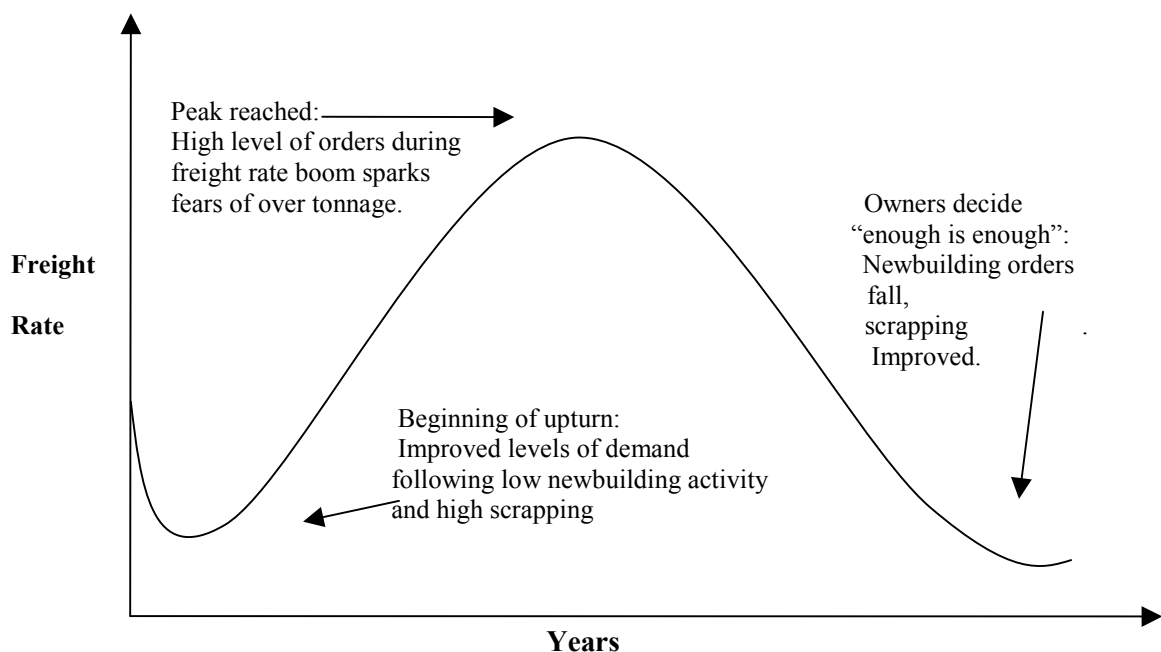 Peak reached:
High level of orders during
freight rate boom sparks
fears of over tonnage.
Owners decide
“enough is enough”:
Newbuilding orders
fall,
scrapping .
Improved.
Freight
Rate
Beginning of upturn:
Improved levels of demand
following low newbuilding activity
and high scrapping
Years